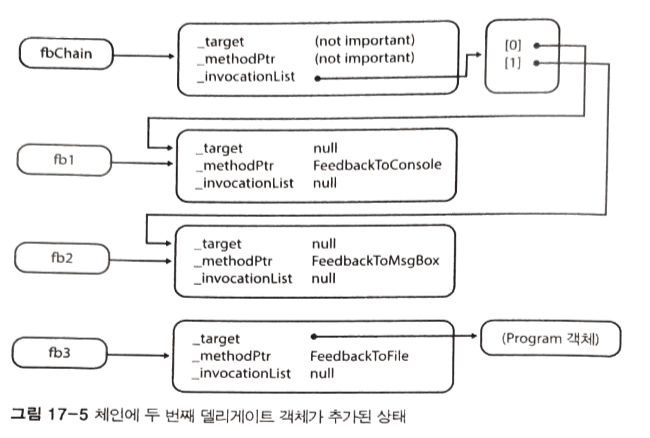 fbChain
_target (not important)
_methodPtr (not important)
_invocationList
[0]
[1]
fb1
_target null
_methodPtr FeedbackToConsole
_invocationList null
fb2
_target null
_methodPtr FeedbackToMsgBox
_invocationList null
fb3
_target
_methodPtr FeedbackToFile
_invocationList null
(Program 객체)
그림 17-5 체인에 두 번째 델리게이트 객체가 추가된 상태